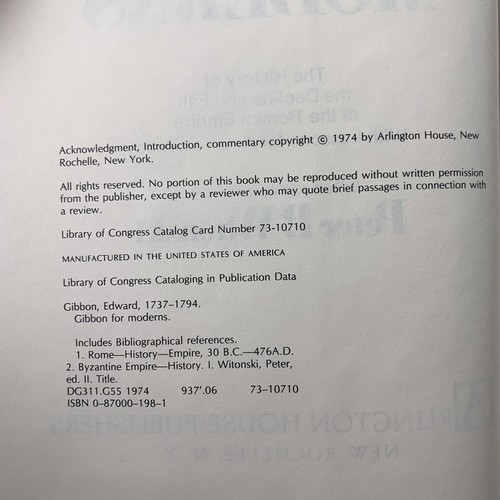 Acknowledgment, Introduction, commentary copyright © 1974 by Arlington House, New
Rochelle, New York.
All rights reserved. No portion of this book may be reproduced without written permission
from the publisher, except by a reviewer who may quote brief passages in connection with
a review.
Library of Congress Catalog Card Number 73-10710
MANUFACTURED IN THE UNITED STATES OF AMERICA
Library of Congress Cataloging in Publication Data
Gibbon, Edward, 1737–1794.
Gibbon for moderns.
Includes Bibliographical references.
1. Rome—History—Empire, 30 B.C.—476A.D.
2. Byzantine Empire—History. I. Witonski, Peter,
ed. II. Title.
DG311.G55 1974 937'.06 73–10710
ISBN 0–87000–198–1